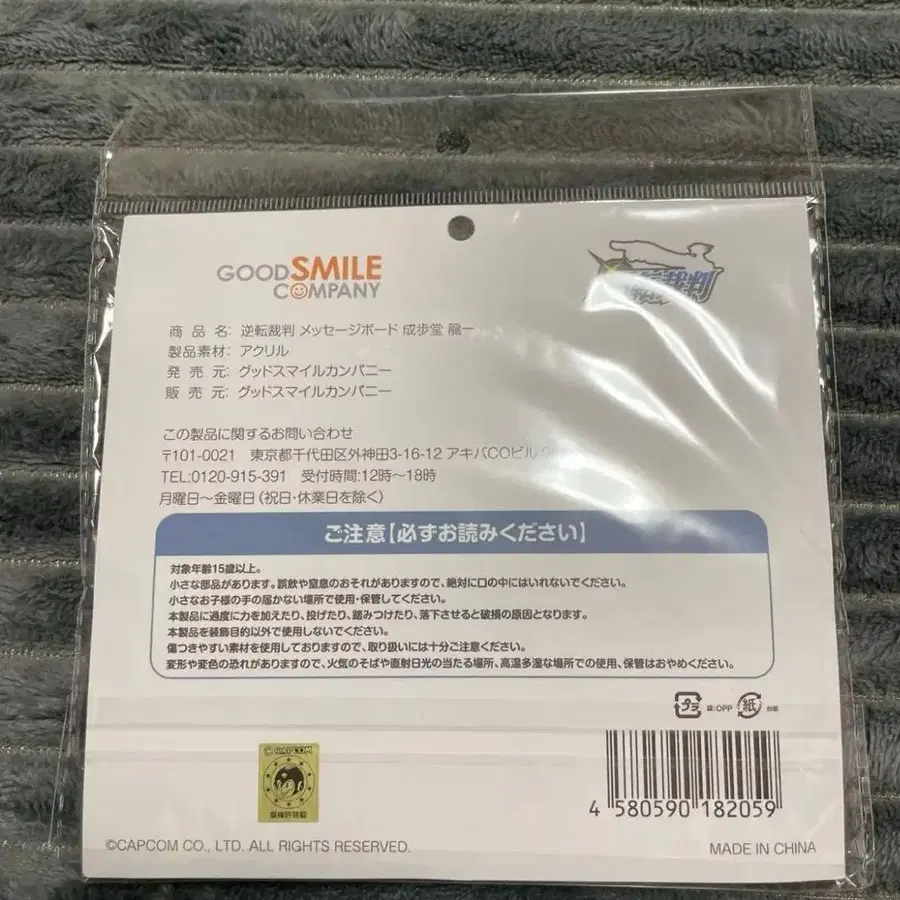 GOODSMILE
COMPANY
裁判
商品名: 逆転裁判 メッセージボード 成歩堂 龍一
製品素材: アクリル
発売元: グッドスマイルカンパニー
販売元: グッドスマイルカンパニー
この製品に関するお問い合わせ
〒101-0021 東京都千代田区外神田3-16-12 アキバCOビル
TEL:0120-915-391 受付時間:12時〜18時
月曜日〜金曜日(祝日・休業日を除く)
ご注意【必ずお読みください】
対象年齢15歳以上。
小さな部品があります。誤飲や窒息のおそれがありますので、絶対に口の中にはいれないでください。
小さなお子様の手の届かない場所で使用・保管してください。
本製品に過度に力を加えたり、投げたり、踏みつけたり、落下させると破損の原因となります。
本製品を装飾目的以外で使用しないでください。
傷つきやすい素材を使用しておりますので、取り扱いには十分ご注意ください。
変形や変色の恐れがありますので、火気のそばや直射日光の当たる場所、高温多湿な場所での使用、保管はおやめください。
プラ 袋:OPP 紙 台紙
CAPCOM
版権許諾証
4 580590 182059
©CAPCOM CO., LTD. ALL RIGHTS RESERVED.
MADE IN CHINA